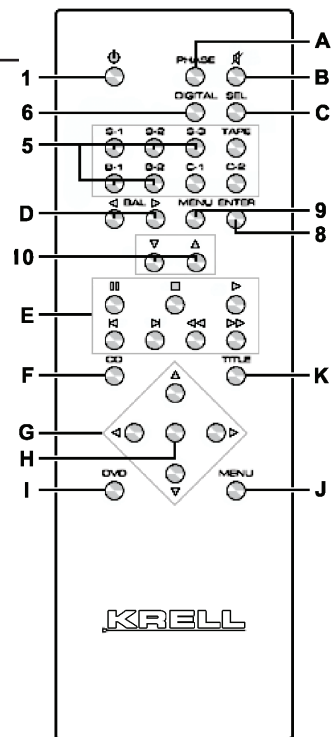 A
PHASE
1
B
DIGITAL SEL
6
C
S-1 S-2 S-3 TAPE
5
B-1 B-2 C-1 C-2
BAL MENU ENTER
D
9
8
10
E
CD TITLE
F
K
G
H
DVD MENU
I
J
KRELL